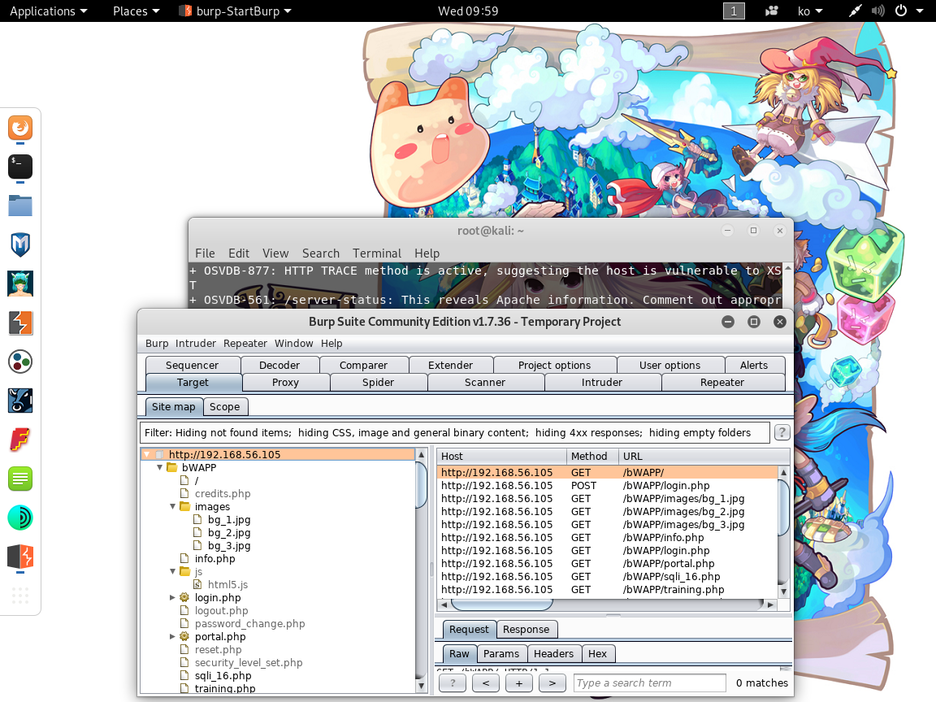 Applications Places burp-StartBurp Wed 09:59 1 ko
root@kali: ~
File Edit View Search Terminal Help
+ OSVDB-877: HTTP TRACE method is active, suggesting the host is vulnerable to XS
T
+ OSVDB-561: /server-status: This reveals Apache information. Comment out appropr
Burp Suite Community Edition v1.7.36 - Temporary Project
Burp Intruder Repeater Window Help
Sequencer Decoder Comparer Extender Project options User options Alerts
Target Proxy Spider Scanner Intruder Repeater
Site map Scope
Filter: Hiding not found items; hiding CSS, image and general binary content; hiding 4xx responses; hiding empty folders ?
http://192.168.56.105
bWAPP
/
credits.php
images
bg_1.jpg
bg_2.jpg
bg_3.jpg
info.php
js
html5.js
login.php
logout.php
password_change.php
portal.php
reset.php
security_level_set.php
sqli_16.php
training.php
Host Method URL
http://192.168.56.105 GET /bWAPP/
http://192.168.56.105 POST /bWAPP/login.php
http://192.168.56.105 GET /bWAPP/images/bg_1.jpg
http://192.168.56.105 GET /bWAPP/images/bg_2.jpg
http://192.168.56.105 GET /bWAPP/images/bg_3.jpg
http://192.168.56.105 GET /bWAPP/info.php
http://192.168.56.105 GET /bWAPP/login.php
http://192.168.56.105 GET /bWAPP/portal.php
http://192.168.56.105 GET /bWAPP/sqli_16.php
http://192.168.56.105 GET /bWAPP/training.php
Request Response
Raw Params Headers Hex
? < + > Type a search term 0 matches